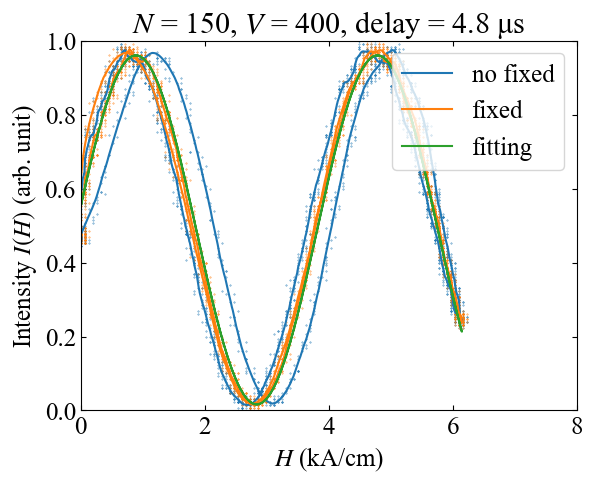 N = 150, V = 400, delay = 4.8 μs
Intensity I(H) (arb. unit)
1.0
0.8
0.6
0.4
0.2
0.0
no fixed
fixed
fitting
0 2 4 6 8
H (kA/cm)